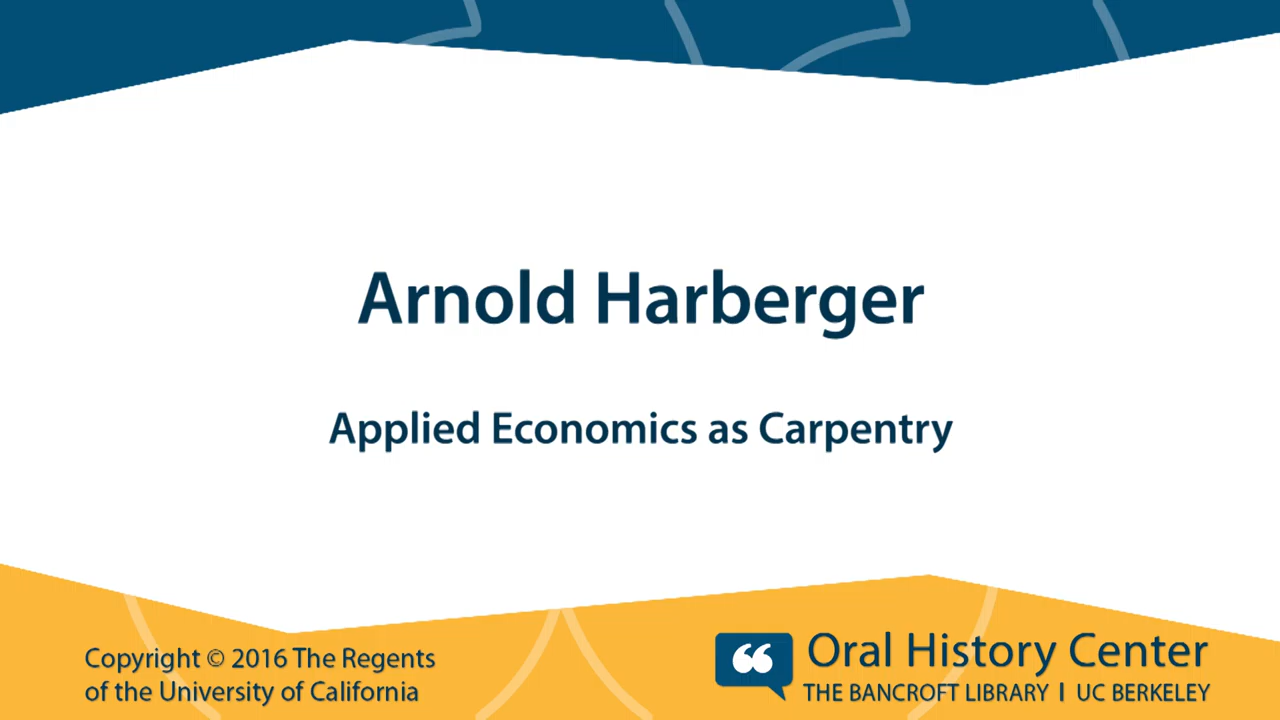 Arnold Harberger
Applied Economics as Carpentry
Copyright © 2016 The Regents
of the University of California
Oral History Center
THE BANCROFT LIBRARY | UC BERKELEY